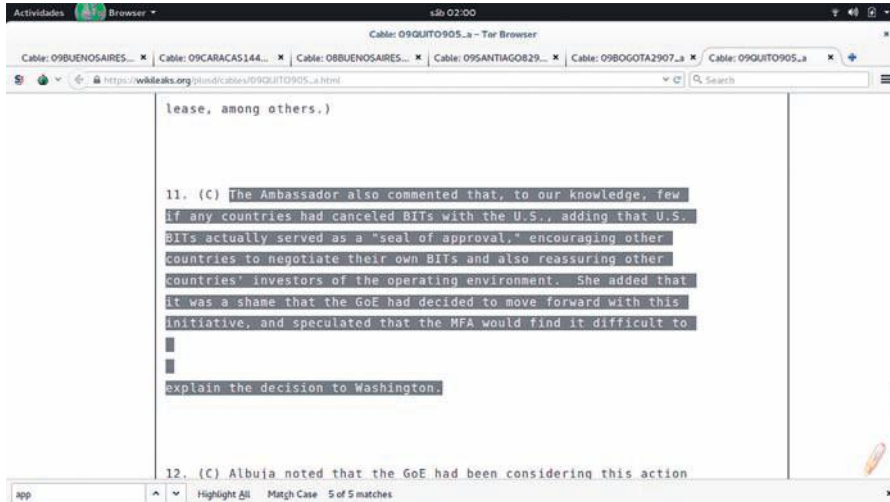 Actividades Browser sáb 02:00
Cable: 09QUITO905_a – Tor Browser
Cable: 09BUENOSAIRES... Cable: 09CARACAS144... Cable: 08BUENOSAIRES... Cable: 09SANTIAGO829... Cable: 09BOGOTA2907_a Cable: 09QUITO905_a
https://wikileaks.org/plusd/cables/09QUITO905_a.html Search
lease, among others.)
11. (C) The Ambassador also commented that, to our knowledge, few
if any countries had canceled BITs with the U.S., adding that U.S.
BITs actually served as a "seal of approval," encouraging other
countries to negotiate their own BITs and also reassuring other
countries' investors of the operating environment. She added that
it was a shame that the GoE had decided to move forward with this
initiative, and speculated that the MFA would find it difficult to
explain the decision to Washington.
12. (C) Albuja noted that the GoE had been considering this action
app Highlight All Match Case 5 of 5 matches